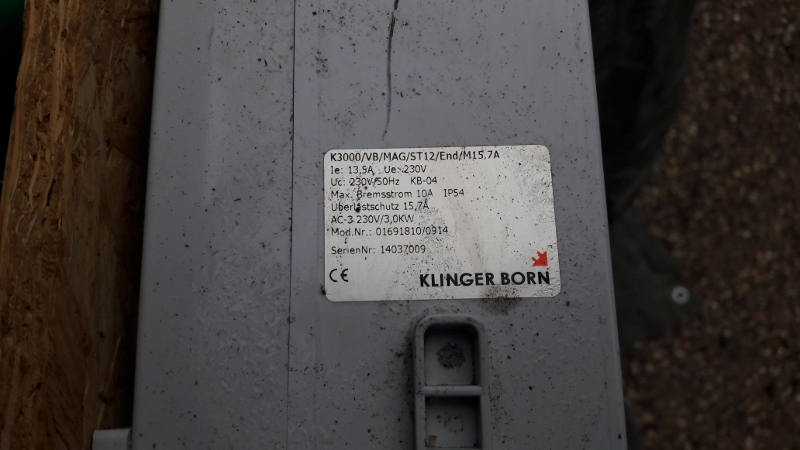 K3000/VB/MAG/ST12/End/M15,7A
Ie: 13,5A Ue: 230V
Uc: 230V/50Hz KB-04
Max. Bremsstrom 10A IP54
Überlastschutz 15,7A
AC-3 230V/3,0KW
Mod.Nr.: 01691810/0914
SerienNr: 14037009
CE
KLINGER BORN